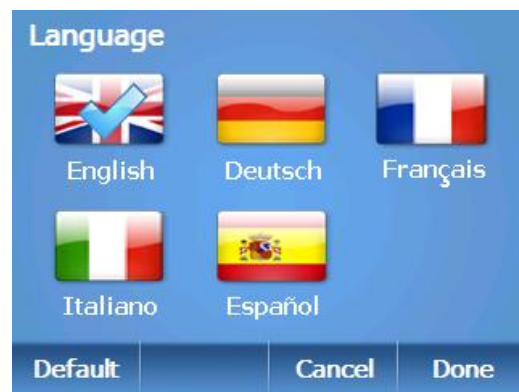 Language
English Deutsch Français
Italiano Español
Default Cancel Done